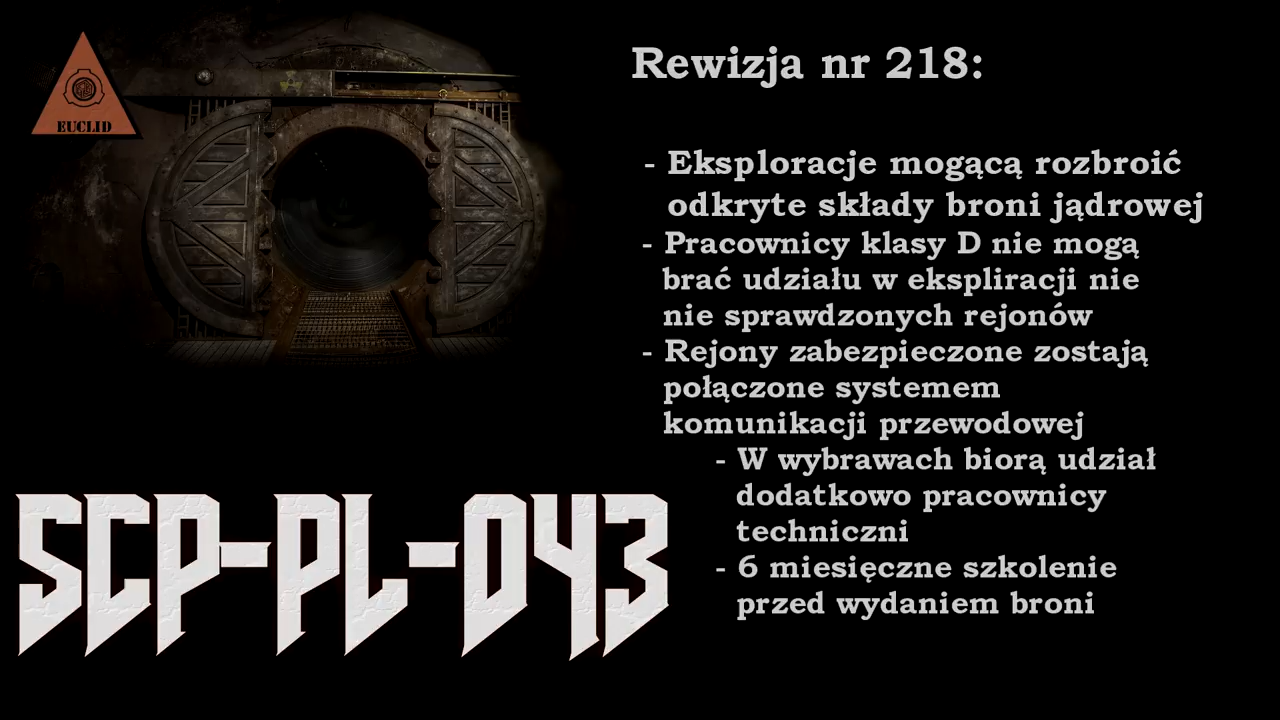 EUCLID
Rewizja nr 218:
- Eksploracje mogącą rozbroić
odkryte składy broni jądrowej
- Pracownicy klasy D nie mogą
brać udziału w ekspliracji nie
nie sprawdzonych rejonów
- Rejony zabezpieczone zostają
połączone systemem
komunikacji przewodowej
- W wybrawach biorą udział
dodatkowo pracownicy
techniczni
- 6 miesięczne szkolenie
przed wydaniem broni
SCP-PL-043